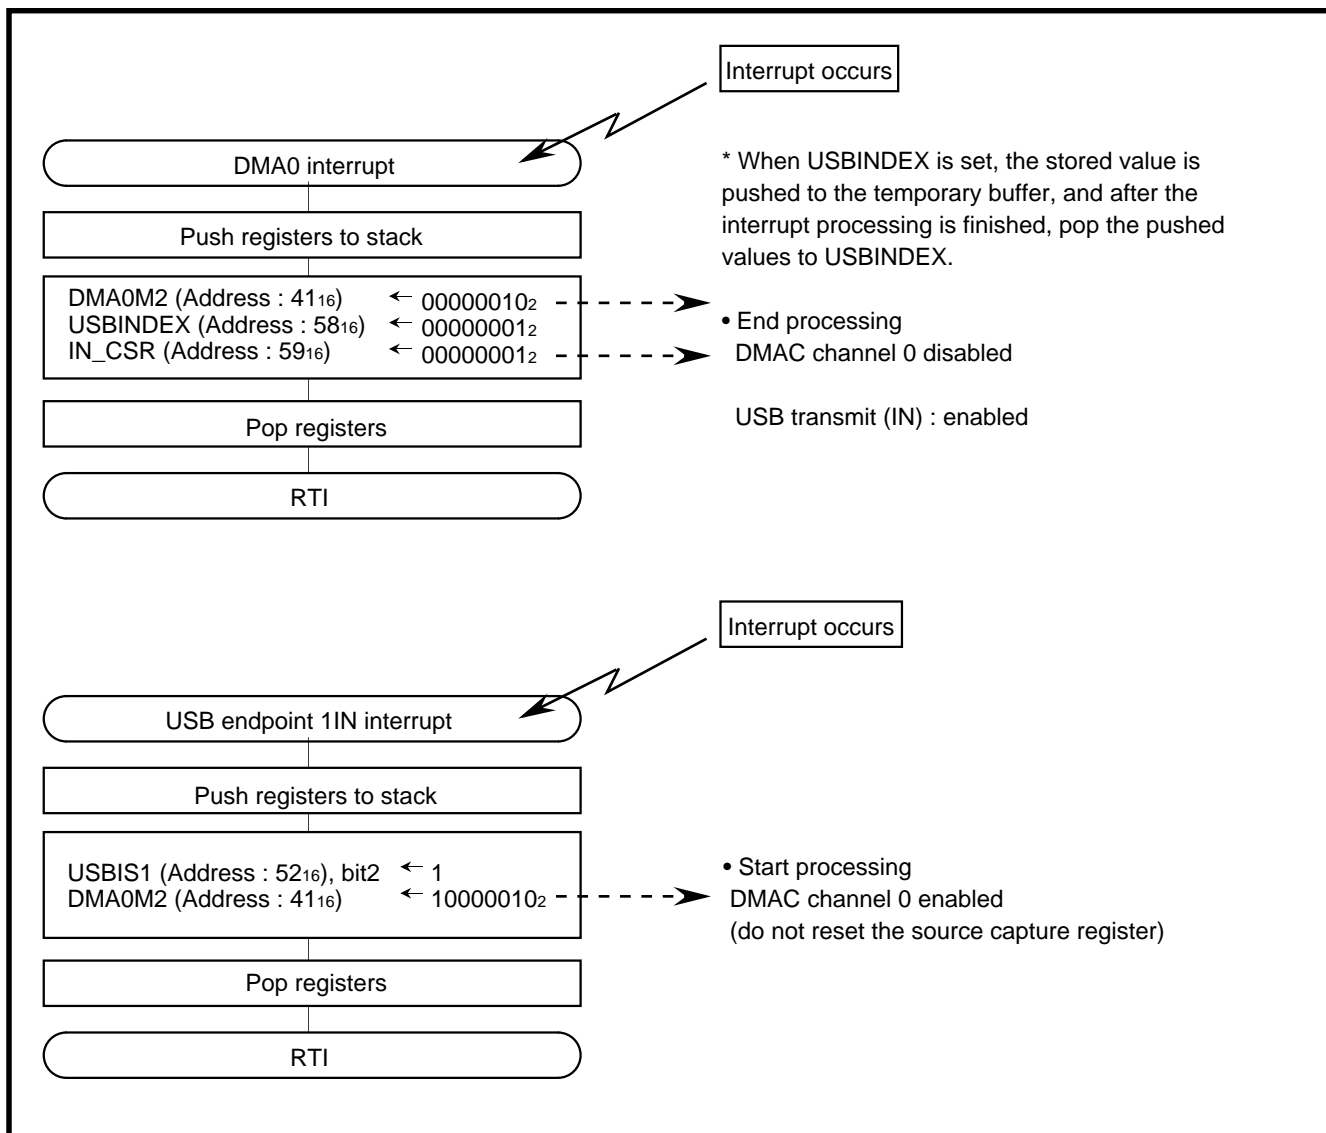 Interrupt occurs
DMA0 interrupt
* When USBINDEX is set, the stored value is
pushed to the temporary buffer, and after the
interrupt processing is finished, pop the pushed
values to USBINDEX.
Push registers to stack
DMA0M2 (Address : 41₁₆) ← 00000010₂
USBINDEX (Address : 58₁₆) ← 00000001₂
IN_CSR (Address : 59₁₆) ← 00000001₂
• End processing
DMAC channel 0 disabled
USB transmit (IN) : enabled
Pop registers
RTI
Interrupt occurs
USB endpoint 1IN interrupt
Push registers to stack
USBIS1 (Address : 52₁₆), bit2 ← 1
DMA0M2 (Address : 41₁₆) ← 10000010₂
• Start processing
DMAC channel 0 enabled
(do not reset the source capture register)
Pop registers
RTI